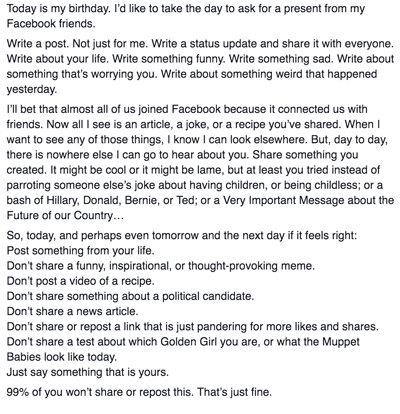 Today is my birthday. I'd like to take the day to ask for a present from my
Facebook friends.
Write a post. Not just for me. Write a status update and share it with everyone.
Write about your life. Write something funny. Write something sad. Write about
something that's worrying you. Write about something weird that happened
yesterday.
I'll bet that almost all of us joined Facebook because it connected us with
friends. Now all I see is an article, a joke, or a recipe you've shared. When I
want to see any of those things, I know I can look elsewhere. But, day to day,
there is nowhere else I can go to hear about you. Share something you
created. It might be cool or it might be lame, but at least you tried instead of
parroting someone else's joke about having children, or being childless; or a
bash of Hillary, Donald, Bernie, or Ted; or a Very Important Message about the
Future of our Country…
So, today, and perhaps even tomorrow and the next day if it feels right:
Post something from your life.
Don't share a funny, inspirational, or thought-provoking meme.
Don't post a video of a recipe.
Don't share something about a political candidate.
Don't share a news article.
Don't share or repost a link that is just pandering for more likes and shares.
Don't share a test about which Golden Girl you are, or what the Muppet
Babies look like today.
Just say something that is yours.
99% of you won't share or repost this. That's just fine.